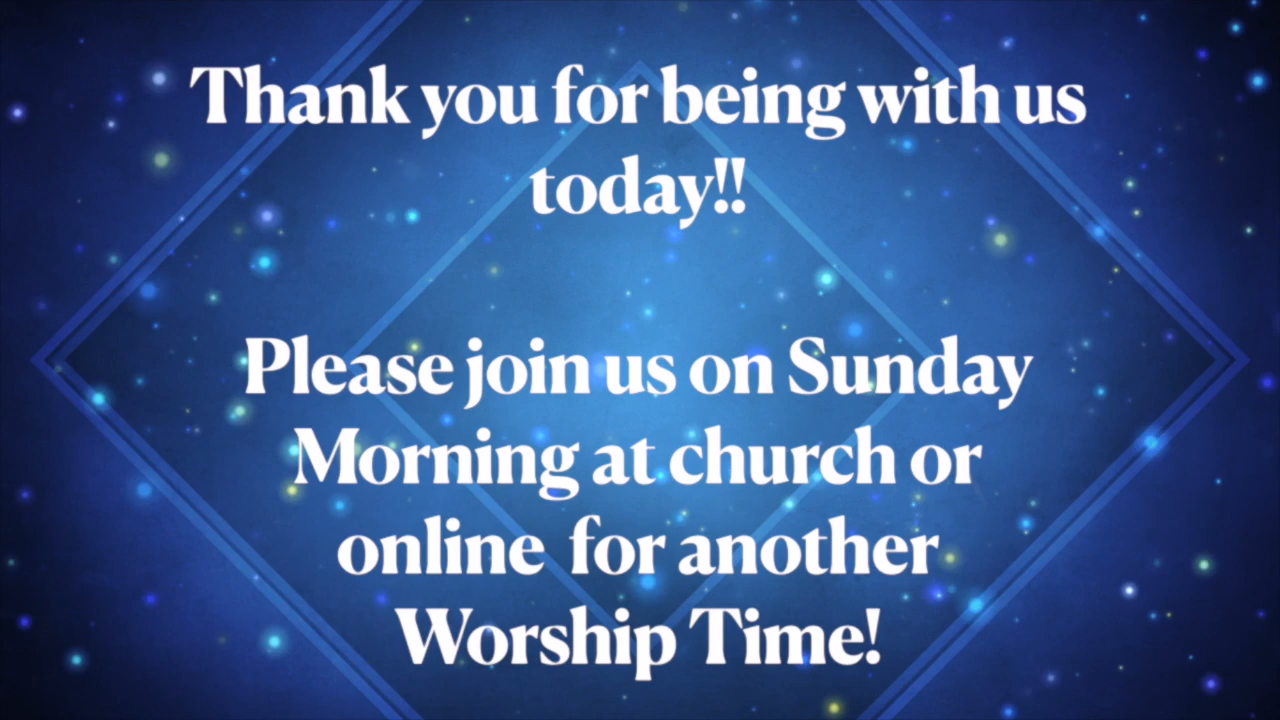 Thank you for being with us
today!!
Please join us on Sunday
Morning at church or
online  for another
Worship Time!